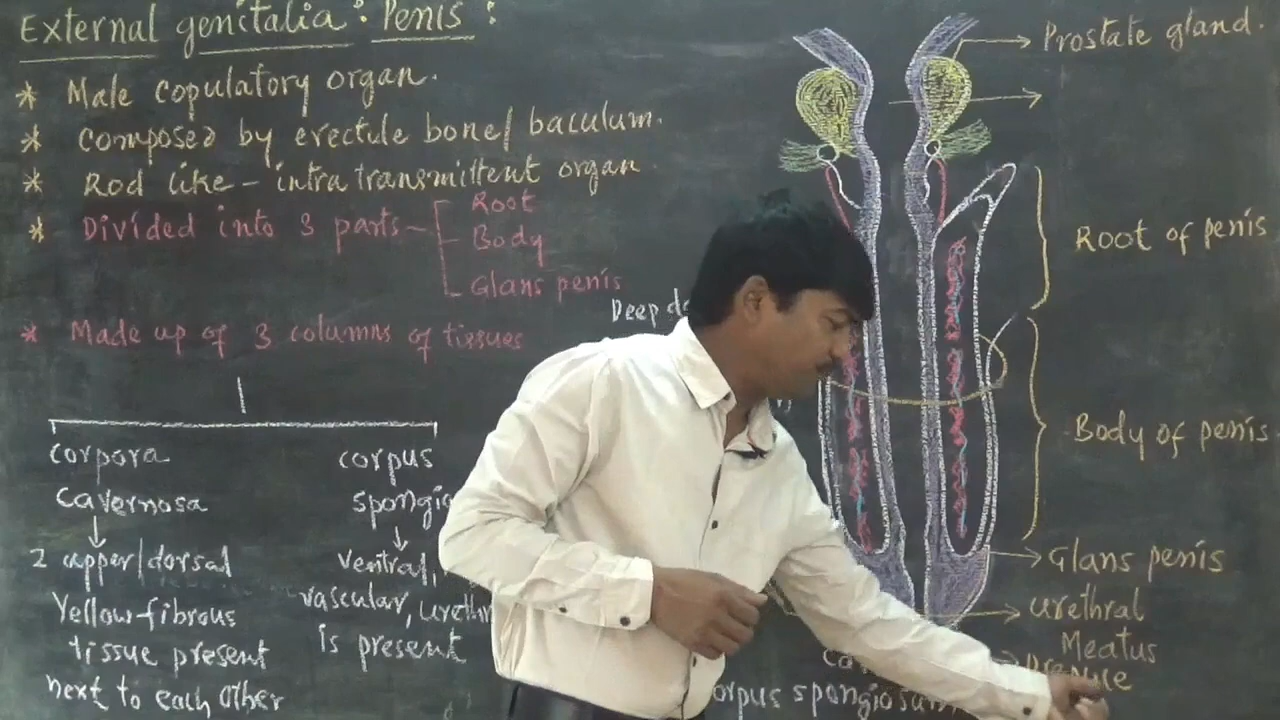 External genitalia: Penis:
* Male copulatory organ.
* Composed by erectule bone/ baculum.
* Rod like - intra transmittent organ
* Divided into 3 parts -
Root
Body
Glans penis
* Made up of 3 columns of tissues
corpora
cavernosa
2 upper/dorsal
Yellow-fibrous
tissue present
next to each other
corpus
ventral,
vascular,
is present
Deep
Prostate gland.
Root of penis
Body of penis
Glans penis
urethral
Meatus